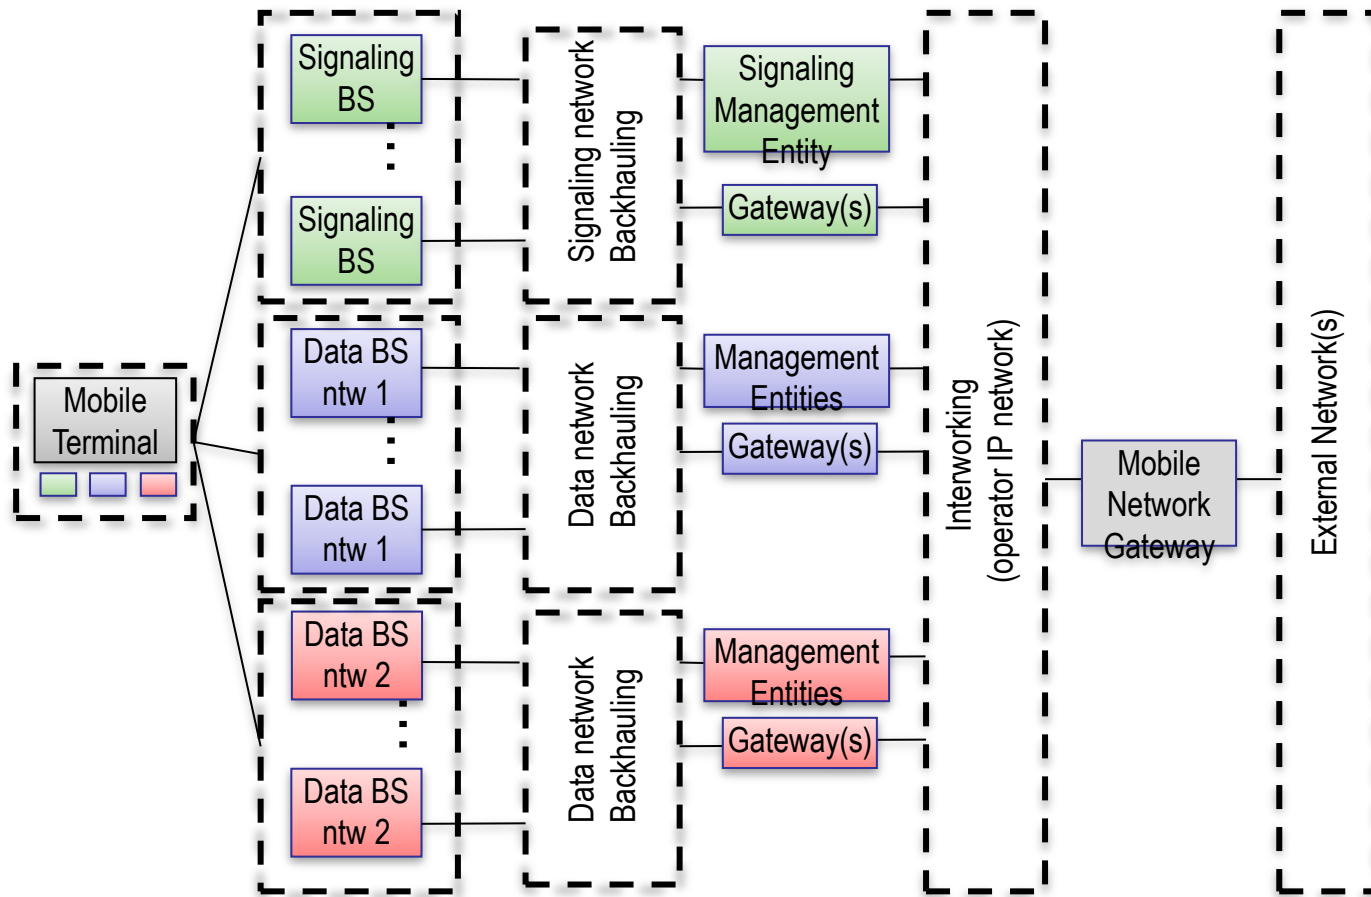 Signaling
BS
Signaling
BS
Signaling network
Backhauling
Signaling
Management
Entity
Gateway(s)
Mobile
Terminal
Data BS
ntw 1
Data BS
ntw 1
Data network
Backhauling
Management
Entities
Gateway(s)
Data BS
ntw 2
Data BS
ntw 2
Data network
Backhauling
Management
Entities
Gateway(s)
Interworking
(operator IP network)
Mobile
Network
Gateway
External Network(s)